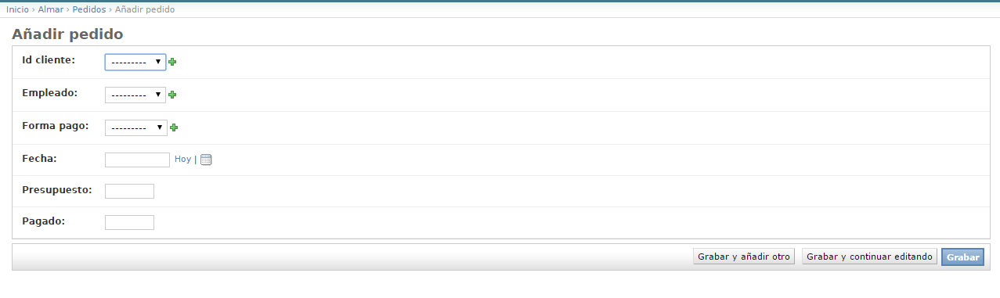 Inicio › Almar › Pedidos › Añadir pedido
Añadir pedido
Id cliente: ---------
Empleado: ---------
Forma pago: ---------
Fecha: Hoy |
Presupuesto:
Pagado:
Grabar y añadir otro Grabar y continuar editando Grabar